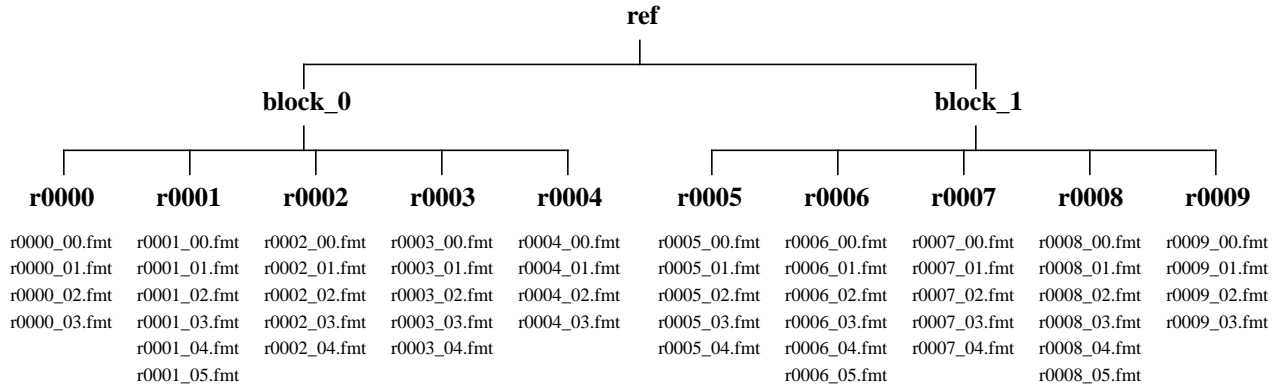 ref
block_0 block_1
r0000 r0001 r0002 r0003 r0004 r0005 r0006 r0007 r0008 r0009
r0000_00.fmt r0001_00.fmt r0002_00.fmt r0003_00.fmt r0004_00.fmt r0005_00.fmt r0006_00.fmt r0007_00.fmt r0008_00.fmt r0009_00.fmt
r0000_01.fmt r0001_01.fmt r0002_01.fmt r0003_01.fmt r0004_01.fmt r0005_01.fmt r0006_01.fmt r0007_01.fmt r0008_01.fmt r0009_01.fmt
r0000_02.fmt r0001_02.fmt r0002_02.fmt r0003_02.fmt r0004_02.fmt r0005_02.fmt r0006_02.fmt r0007_02.fmt r0008_02.fmt r0009_02.fmt
r0000_03.fmt r0001_03.fmt r0002_03.fmt r0003_03.fmt r0004_03.fmt r0005_03.fmt r0006_03.fmt r0007_03.fmt r0008_03.fmt r0009_03.fmt
r0001_04.fmt r0002_04.fmt r0003_04.fmt r0005_04.fmt r0006_04.fmt r0007_04.fmt r0008_04.fmt
r0001_05.fmt r0006_05.fmt r0008_05.fmt